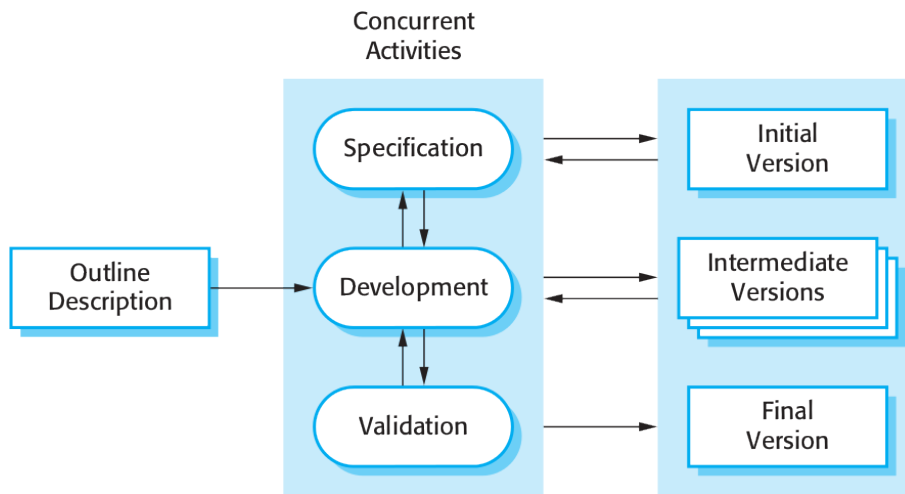 Concurrent
Activities
Specification
Initial
Version
Outline
Description
Development
Intermediate
Versions
Validation
Final
Version